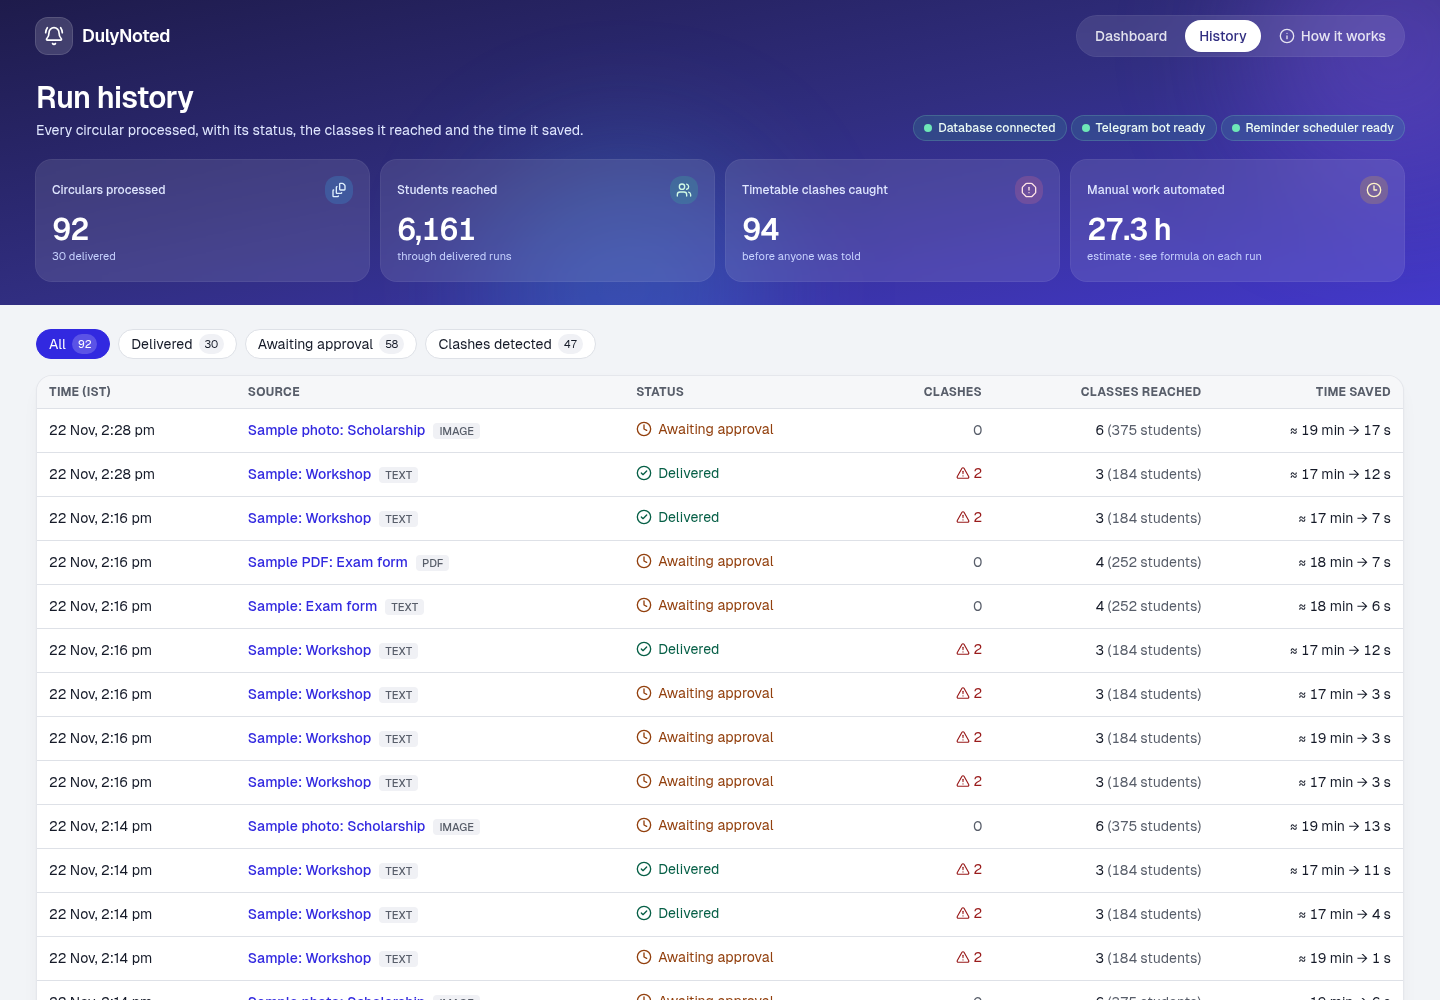 DulyNoted
Dashboard History How it works
Run history
Every circular processed, with its status, the classes it reached and the time it saved.
Database connected Telegram bot ready Reminder scheduler ready
Circulars processed
92
30 delivered
Students reached
6,161
through delivered runs
Timetable clashes caught
94
before anyone was told
Manual work automated
27.3 h
estimate · see formula on each run
All 92 Delivered 30 Awaiting approval 58 Clashes detected 47
TIME (IST) SOURCE STATUS CLASHES CLASSES REACHED TIME SAVED
22 Nov, 2:28 pm Sample photo: Scholarship IMAGE Awaiting approval 0 6 (375 students) ≈ 19 min → 17 s
22 Nov, 2:28 pm Sample: Workshop TEXT Delivered 2 3 (184 students) ≈ 17 min → 12 s
22 Nov, 2:16 pm Sample: Workshop TEXT Delivered 2 3 (184 students) ≈ 17 min → 7 s
22 Nov, 2:16 pm Sample PDF: Exam form PDF Awaiting approval 0 4 (252 students) ≈ 18 min → 7 s
22 Nov, 2:16 pm Sample: Exam form TEXT Awaiting approval 0 4 (252 students) ≈ 18 min → 6 s
22 Nov, 2:16 pm Sample: Workshop TEXT Delivered 2 3 (184 students) ≈ 17 min → 12 s
22 Nov, 2:16 pm Sample: Workshop TEXT Awaiting approval 2 3 (184 students) ≈ 17 min → 3 s
22 Nov, 2:16 pm Sample: Workshop TEXT Awaiting approval 2 3 (184 students) ≈ 19 min → 3 s
22 Nov, 2:16 pm Sample: Workshop TEXT Awaiting approval 2 3 (184 students) ≈ 17 min → 3 s
22 Nov, 2:14 pm Sample photo: Scholarship IMAGE Awaiting approval 0 6 (375 students) ≈ 19 min → 13 s
22 Nov, 2:14 pm Sample: Workshop TEXT Delivered 2 3 (184 students) ≈ 17 min → 11 s
22 Nov, 2:14 pm Sample: Workshop TEXT Delivered 2 3 (184 students) ≈ 17 min → 4 s
22 Nov, 2:14 pm Sample: Workshop TEXT Awaiting approval 2 3 (184 students) ≈ 19 min → 1 s